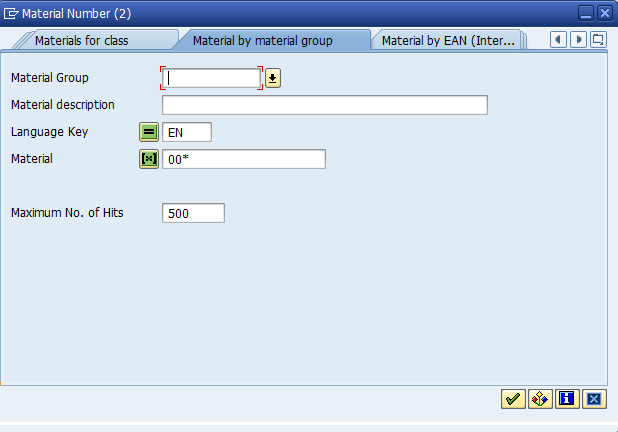 Material Number (2)
Materials for class
Material by material group
Material by EAN (Inter...
Material Group
Material description
Language Key = EN
Material [*] 00*
Maximum No. of Hits 500